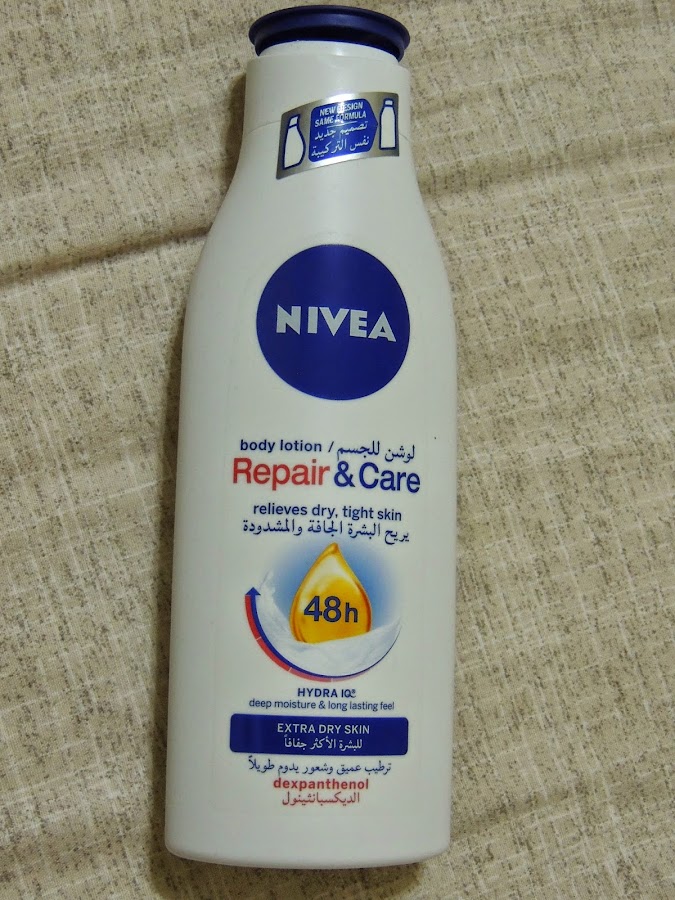 NEW DESIGN
SAME FORMULA
تصميم جديد
نفس التركيبة
NIVEA
body lotion / لوشن للجسم
Repair & Care
relieves dry, tight skin
يريح البشرة الجافة والمشدودة
48h
HYDRA IQ®
deep moisture & long lasting feel
EXTRA DRY SKIN
للبشرة الأكثر جفافاً
ترطيب عميق وشعور يدوم طويلاً
dexpanthenol
الديكسبانثينول